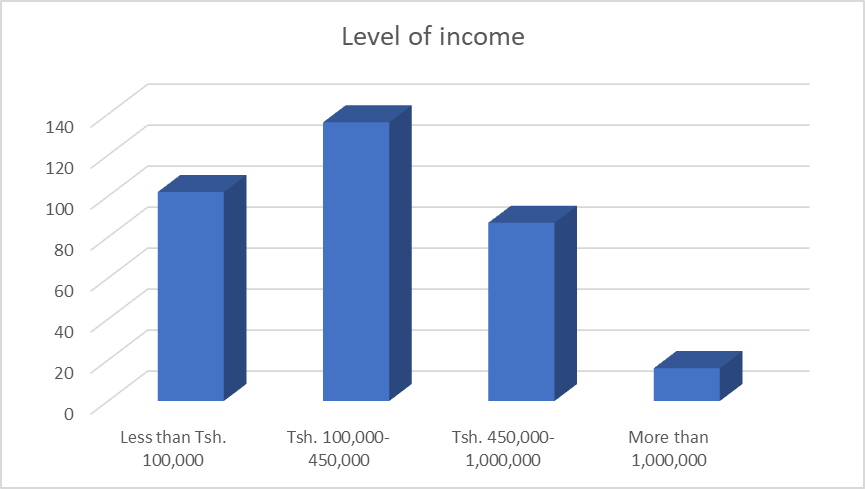 Level of income
140
120
100
80
60
40
20
0
Less than Tsh.
100,000
Tsh. 100,000-
450,000
Tsh. 450,000-
1,000,000
More than
1,000,000